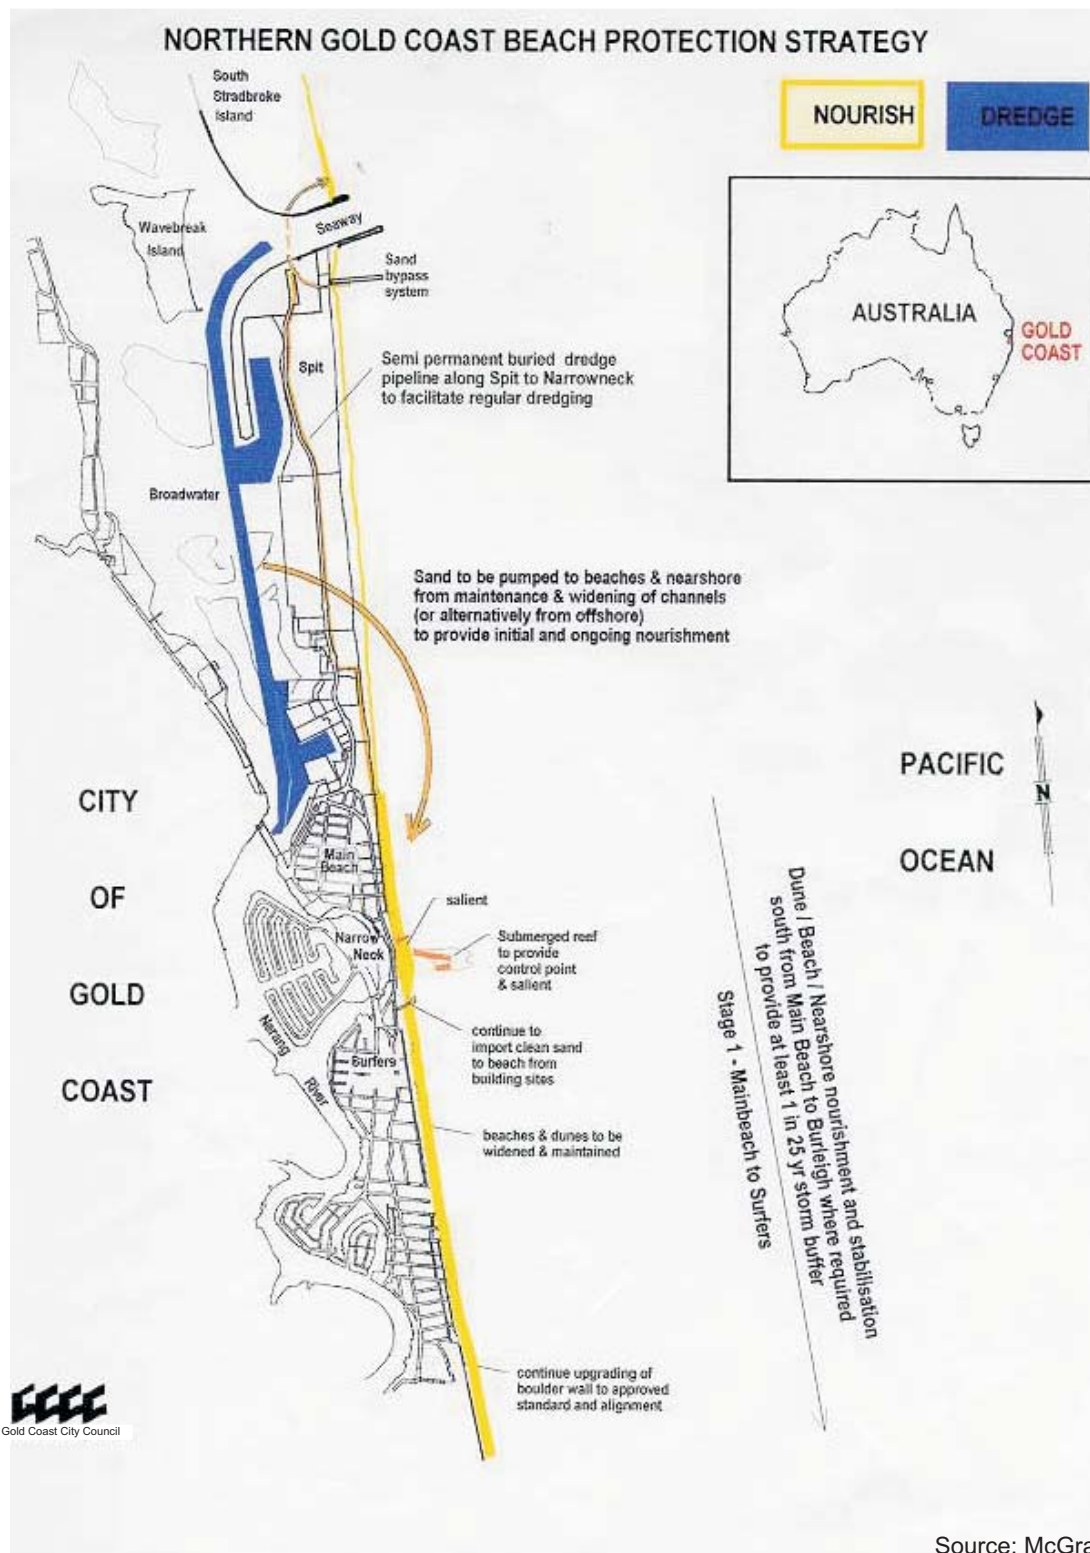 NORTHERN GOLD COAST BEACH PROTECTION STRATEGY
South
Stradbroke
Island
NOURISH
DREDGE
Wavebreak
Island
Seaway
Sand
bypass
system
AUSTRALIA
GOLD
COAST
Spit
Semi permanent buried dredge
pipeline along Spit to Narrowneck
to facilitate regular dredging
Broadwater
Sand to be pumped to beaches & nearshore
from maintenance & widening of channels
(or alternatively from offshore)
to provide initial and ongoing nourishment
PACIFIC
OCEAN
N
CITY
OF
GOLD
COAST
Main
Beach
salient
Narrow
Neck
Submerged reef
to provide
control point
& salient
Nerang
River
continue to
import clean sand
to beach from
building sites
Surfers
beaches & dunes to be
widened & maintained
Dune / Beach / Nearshore nourishment and stabilisation
south from Main Beach to Burleigh where required
to provide at least 1 in 25 yr storm buffer
Stage 1 - Mainbeach to Surfers
continue upgrading of
boulder wall to approved
standard and alignment
Gold Coast City Council
Source: McGra